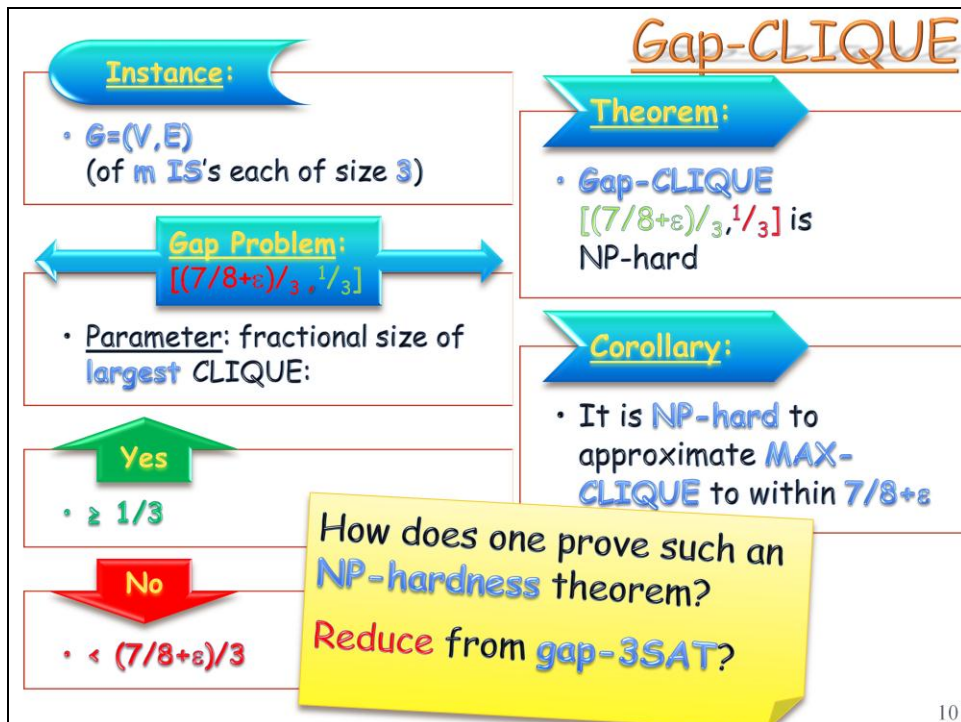 Gap-CLIQUE
Instance:
• G=(V,E)
(of m IS's each of size 3)
Gap Problem:
[(7/8+ε)/3 ,1/3]
• Parameter: fractional size of
largest CLIQUE:
Yes
• ≥ 1/3
No
• < (7/8+ε)/3
Theorem:
• Gap-CLIQUE
[(7/8+ε)/3,1/3] is
NP-hard
Corollary:
• It is NP-hard to
approximate MAX-
CLIQUE to within 7/8+ε
How does one prove such an
NP-hardness theorem?
Reduce from gap-3SAT?
10